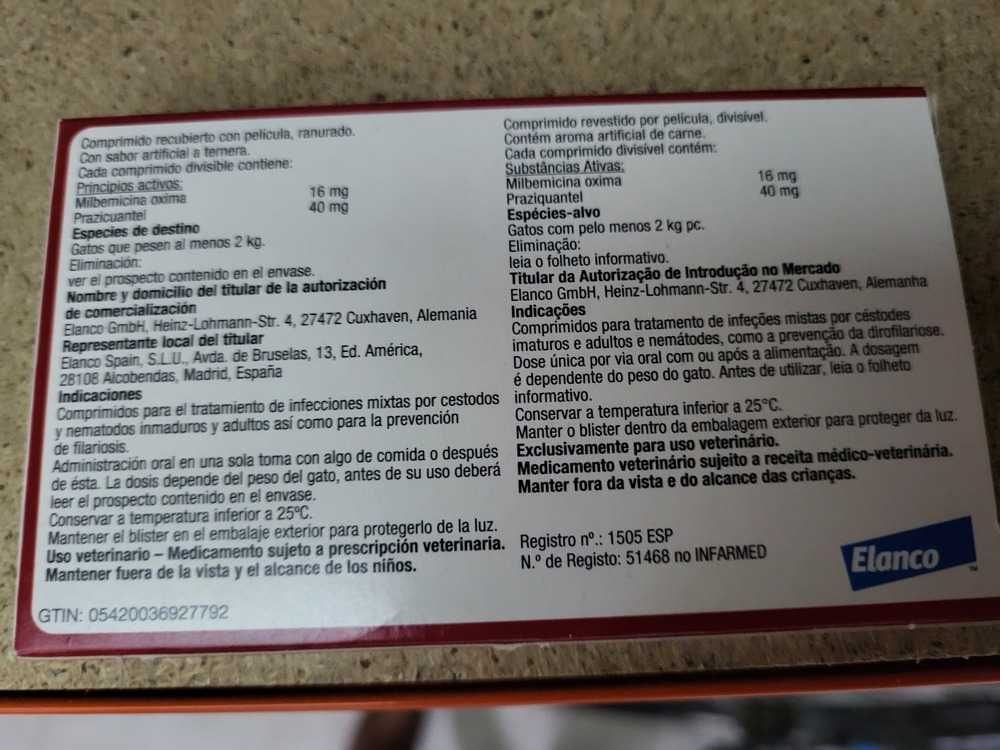 Comprimido recubierto con película, ranurado.
Con sabor artificial a ternera.
Cada comprimido divisible contiene:
Principios activos:
Milbemicina oxima 16 mg
Prazicuantel 40 mg
Especies de destino
Gatos que pesen al menos 2 kg.
Eliminación:
ver el prospecto contenido en el envase.
Nombre y domicilio del titular de la autorización
de comercialización
Elanco GmbH, Heinz-Lohmann-Str. 4, 27472 Cuxhaven, Alemania
Representante local del titular
Elanco Spain, S.L.U., Avda. de Bruselas, 13, Ed. América,
28108 Alcobendas, Madrid, España
Indicaciones
Comprimidos para el tratamiento de infecciones mixtas por cestodos
y nematodos inmaduros y adultos así como para la prevención
de filariosis.
Administración oral en una sola toma con algo de comida o después
de ésta. La dosis depende del peso del gato, antes de su uso deberá
leer el prospecto contenido en el envase.
Conservar a temperatura inferior a 25°C.
Mantener el blister en el embalaje exterior para protegerlo de la luz.
Uso veterinario – Medicamento sujeto a prescripción veterinaria.
Mantener fuera de la vista y el alcance de los niños.
GTIN: 05420036927792
Comprimido revestido por película, divisível.
Contém aroma artificial de carne.
Cada comprimido divisível contém:
Substâncias Ativas:
Milbemicina oxima 16 mg
Praziquantel 40 mg
Espécies-alvo
Gatos com pelo menos 2 kg pc.
Eliminação:
leia o folheto informativo.
Titular da Autorização de Introdução no Mercado
Elanco GmbH, Heinz-Lohmann-Str. 4, 27472 Cuxhaven, Alemanha
Indicações
Comprimidos para tratamento de infeções mistas por céstodes
imaturos e adultos e nemátodes, como a prevenção da dirofilariose.
Dose única por via oral com ou após a alimentação. A dosagem
é dependente do peso do gato. Antes de utilizar, leia o folheto
informativo.
Conservar a temperatura inferior a 25°C.
Manter o blister dentro da embalagem exterior para proteger da luz.
Exclusivamente para uso veterinário.
Medicamento veterinário sujeito a receita médico-veterinária.
Manter fora da vista e do alcance das crianças.
Registro nº.: 1505 ESP
N.º de Registo: 51468 no INFARMED
Elanco™